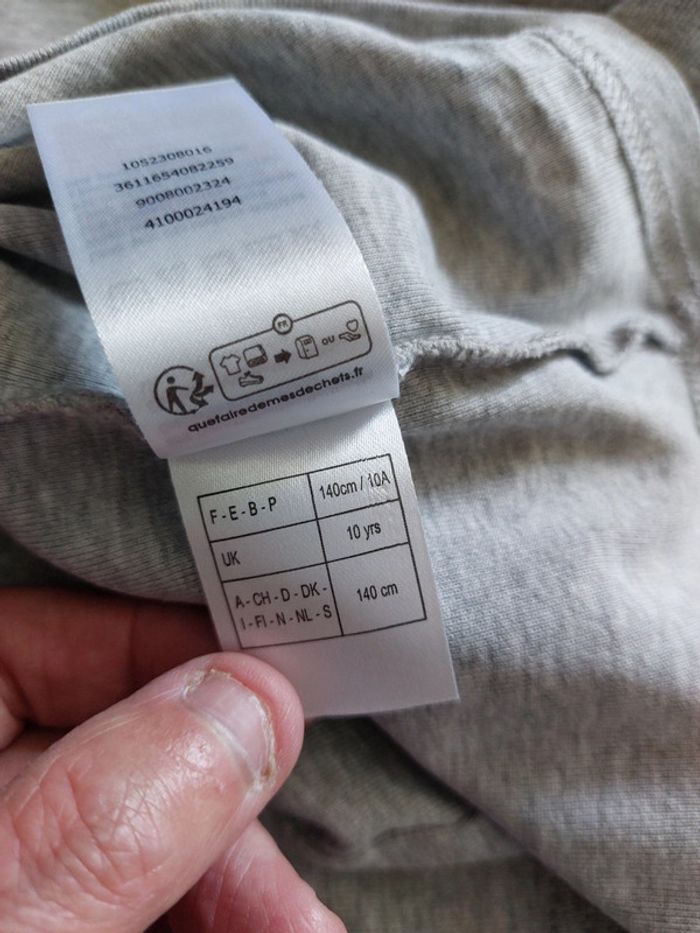 1052308016
3611654082259
9008002324
4100024194
FR
OU
quefairedemesdechets.fr
F - E - B - P 140cm / 10A
UK 10 yrs
A - CH - D - DK - 140 cm
I - FI - N - NL - S